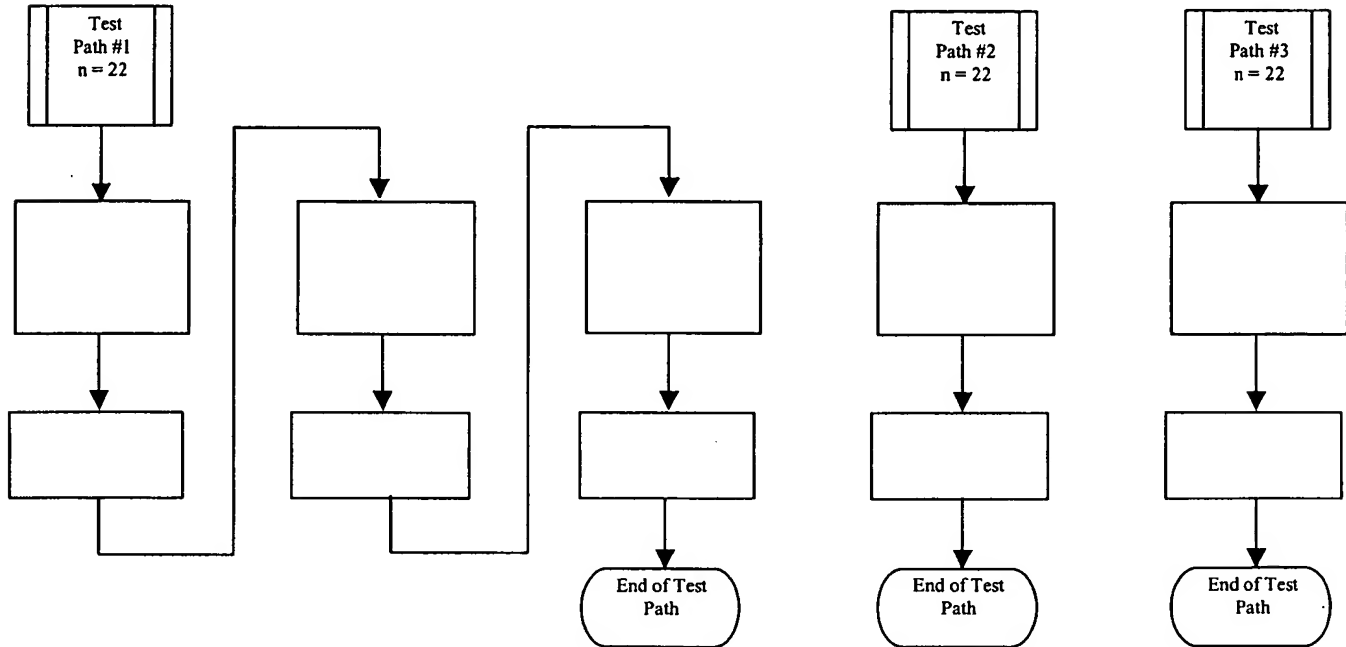 Test
Path #1
n = 22
Test
Path #2
n = 22
Test
Path #3
n = 22
End of Test
Path
End of Test
Path
End of Test
Path